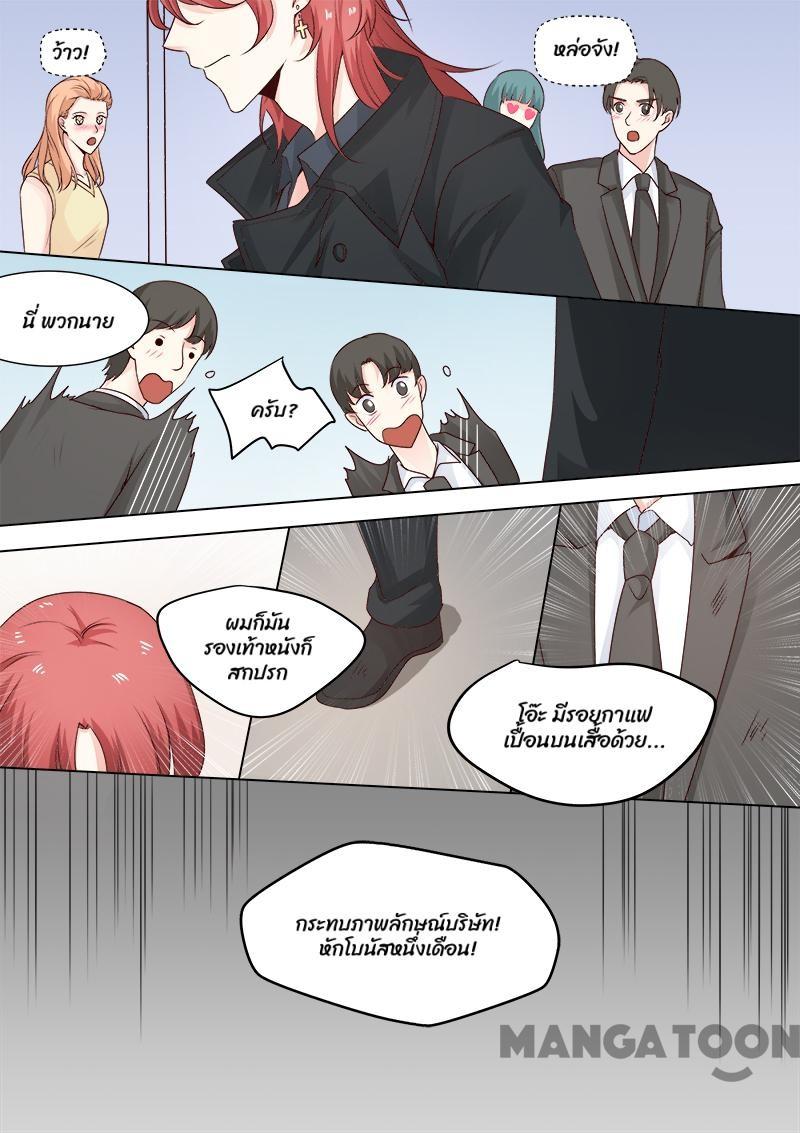 ว้าว!
หล่อจัง!
นี่ พวกนาย
ครับ?
ผมก็มัน
รองเท้าหนังก็
สกปรก
โอ๊ะ มีรอยกาแฟ
เปื้อนบนเสื้อด้วย...
กระทบภาพลักษณ์บริษัท!
หักโบนัสหนึ่งเดือน!
MANGATOON